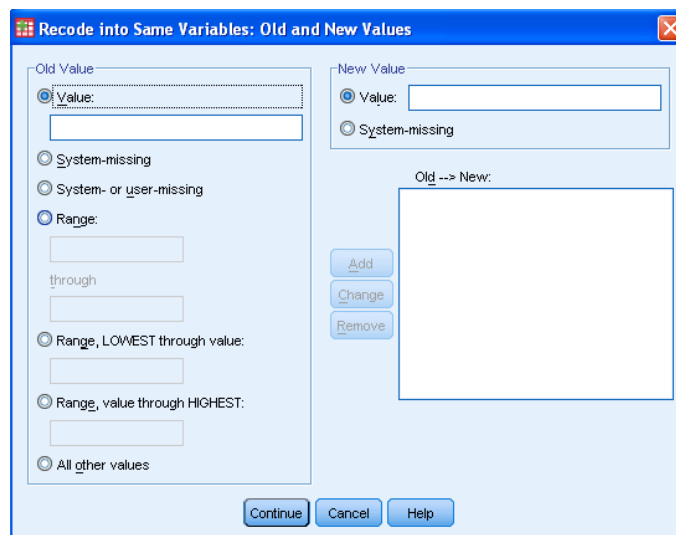 Recode into Same Variables: Old and New Values
Old Value
Value:
System-missing
System- or user-missing
Range:
through
Range, LOWEST through value:
Range, value through HIGHEST:
All other values
New Value
Value:
System-missing
Old --> New:
Add
Change
Remove
Continue
Cancel
Help